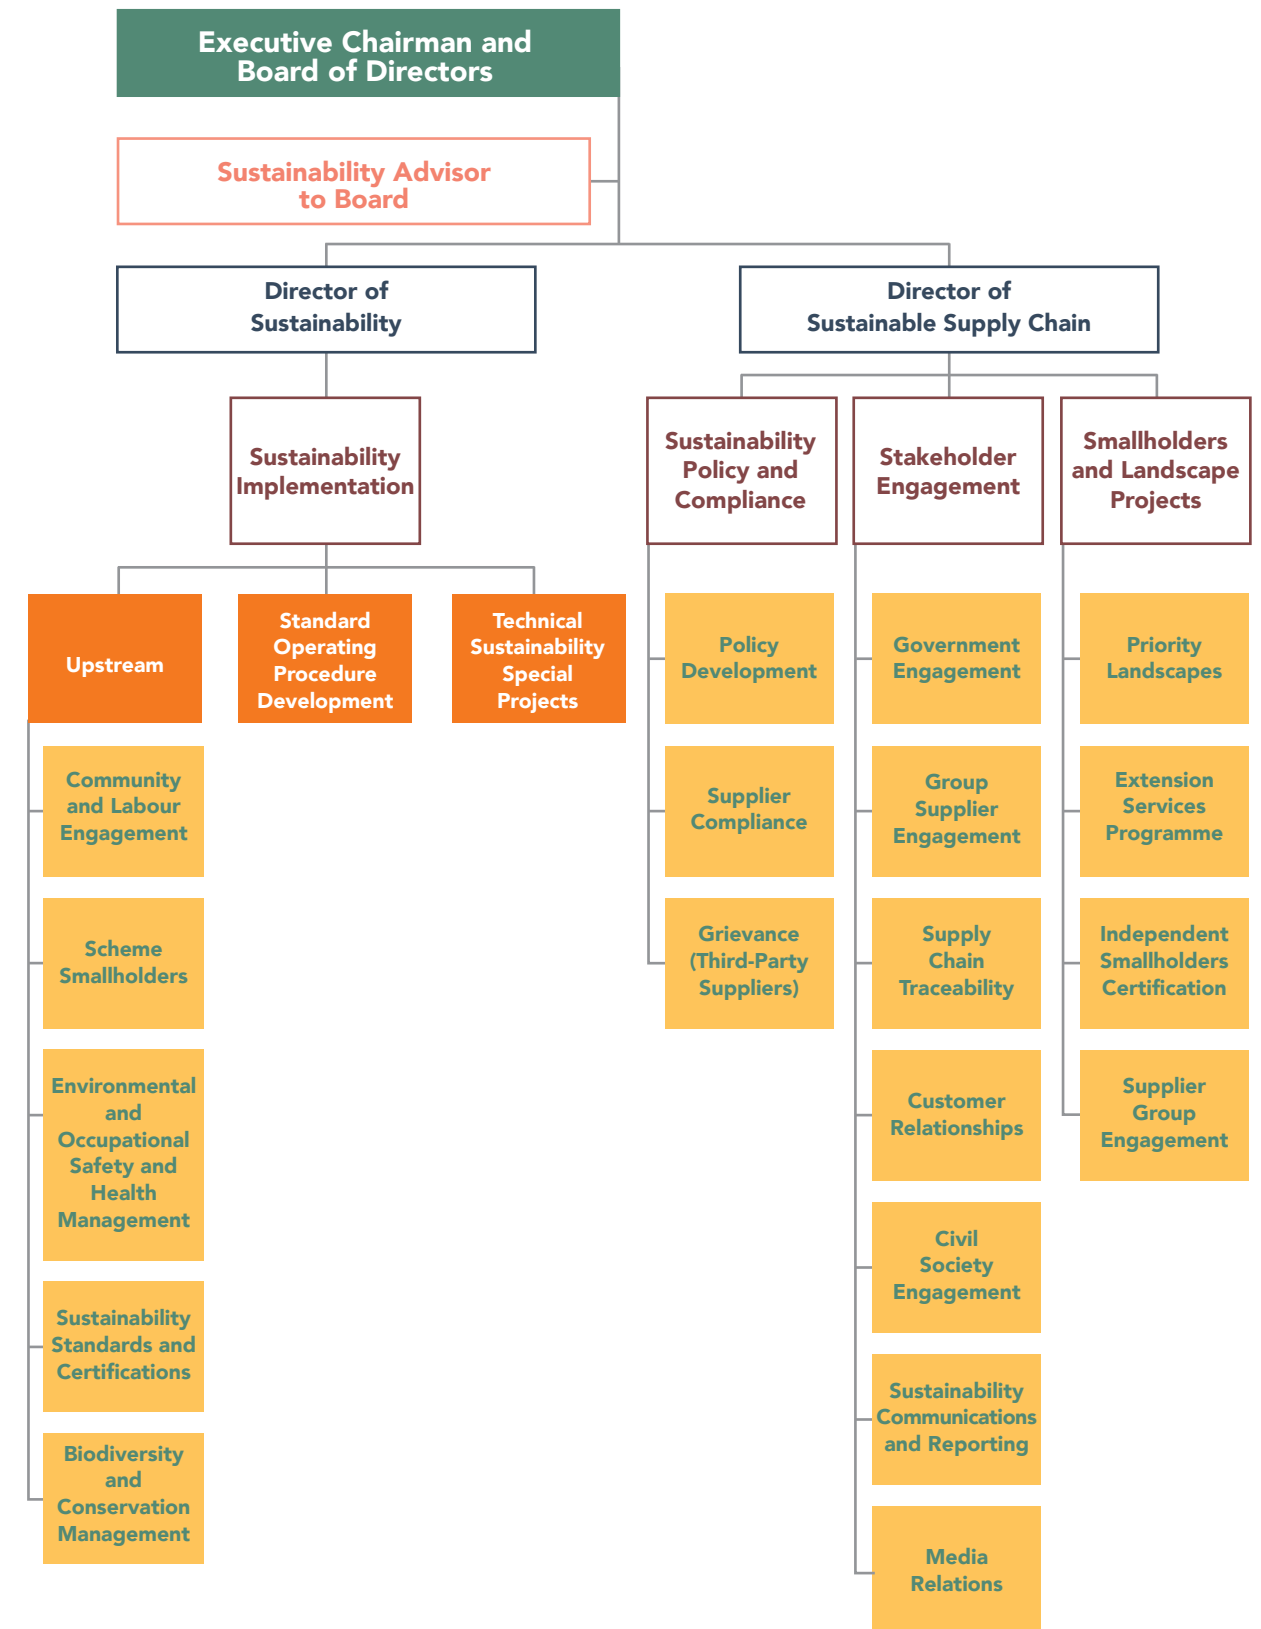 Executive Chairman and
Board of Directors
Sustainability Advisor
to Board
Director of
Sustainability
Director of
Sustainable Supply Chain
Sustainability
Implementation
Sustainability
Policy and
Compliance
Stakeholder
Engagement
Smallholders
and Landscape
Projects
Upstream
Standard
Operating
Procedure
Development
Technical
Sustainability
Special
Projects
Community
and Labour
Engagement
Scheme
Smallholders
Environmental
and
Occupational
Safety and
Health
Management
Sustainability
Standards and
Certifications
Biodiversity
and
Conservation
Management
Policy
Development
Supplier
Compliance
Grievance
(Third-Party
Suppliers)
Government
Engagement
Group
Supplier
Engagement
Supply
Chain
Traceability
Customer
Relationships
Civil
Society
Engagement
Sustainability
Communications
and Reporting
Media
Relations
Priority
Landscapes
Extension
Services
Programme
Independent
Smallholders
Certification
Supplier
Group
Engagement